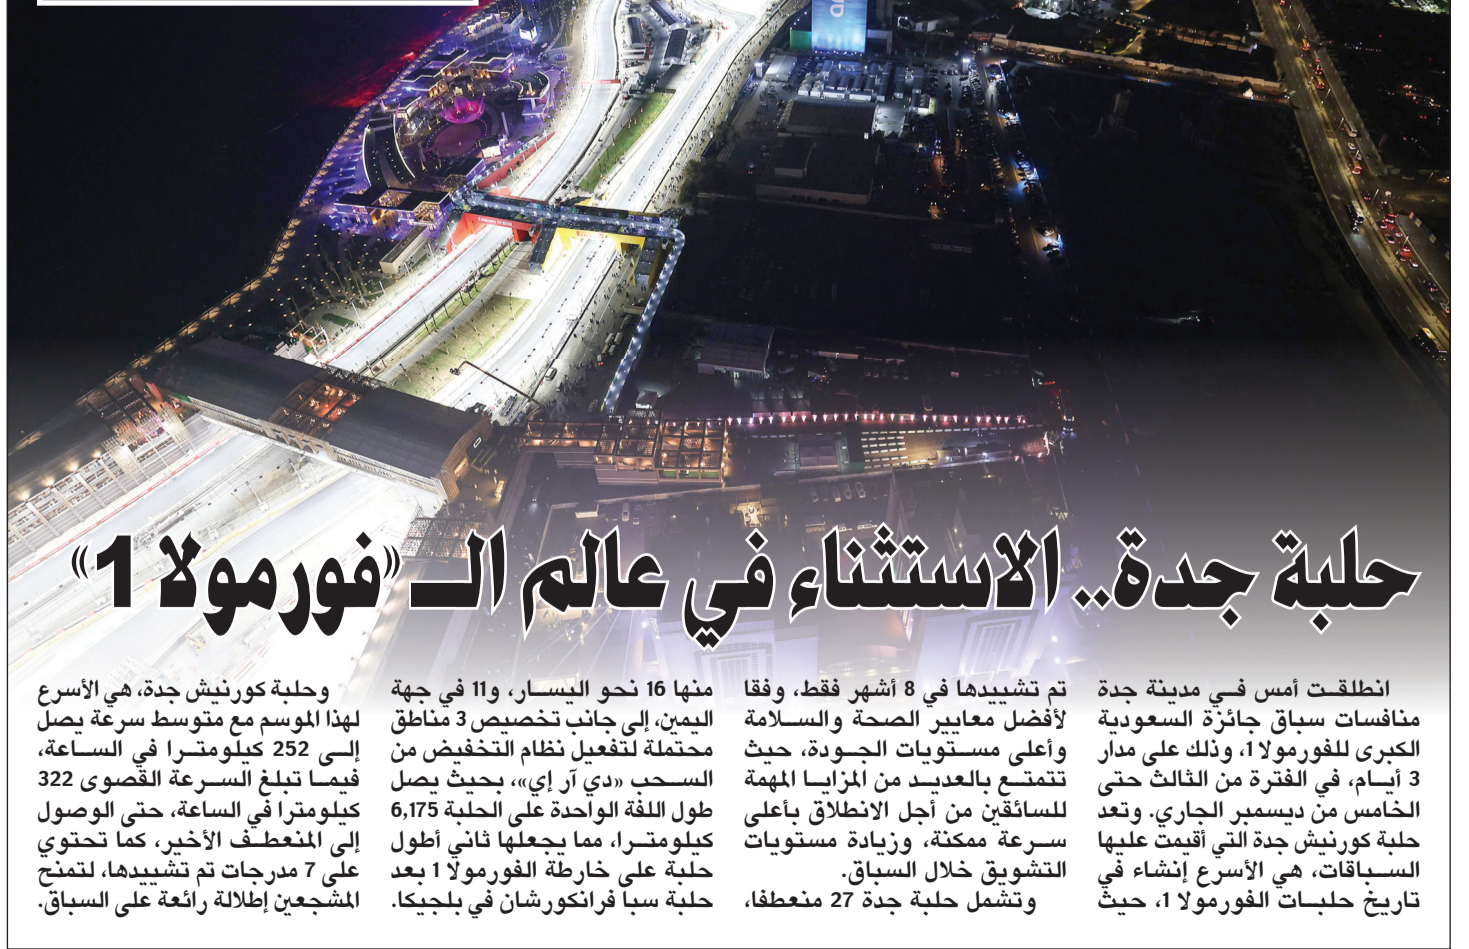 حلبة جدة.. الاستثناء في عالم الـ«فورمولا 1»
انطلقت أمس في مدينة جدة
منافسات سباق جائزة السعودية
الكبرى للفورمولا 1، وذلك على مدار
3 أيام، في الفترة من الثالث حتى
الخامس من ديسمبر الجاري. وتعد
حلبة كورنيش جدة التي أقيمت عليها
السباقات، هي الأسرع إنشاء في
تاريخ حلبات الفورمولا 1، حيث
تم تشييدها في 8 أشهر فقط، وفقا
لأفضل معايير الصحة والسلامة
وأعلى مستويات الجودة، حيث
تتمتع بالعديد من المزايا المهمة
للسائقين من أجل الانطلاق بأعلى
سرعة ممكنة، وزيادة مستويات
التشويق خلال السباق.
وتشمل حلبة جدة 27 منعطفا،
منها 16 نحو اليسار، و11 في جهة
اليمين، إلى جانب تخصيص 3 مناطق
محتملة لتفعيل نظام التخفيض من
السحب «دي آر إي»، بحيث يصل
طول اللفة الواحدة على الحلبة 6,175
كيلومترا، مما يجعلها ثاني أطول
حلبة على خارطة الفورمولا 1 بعد
حلبة سبا فرانكورشان في بلجيكا.
وحلبة كورنيش جدة، هي الأسرع
لهذا الموسم مع متوسط سرعة يصل
إلى 252 كيلومترا في الساعة،
فيما تبلغ السرعة القصوى 322
كيلومترا في الساعة، حتى الوصول
إلى المنعطف الأخير، كما تحتوي
على 7 مدرجات تم تشييدها، لتمنح
المشجعين إطلالة رائعة على السباق.